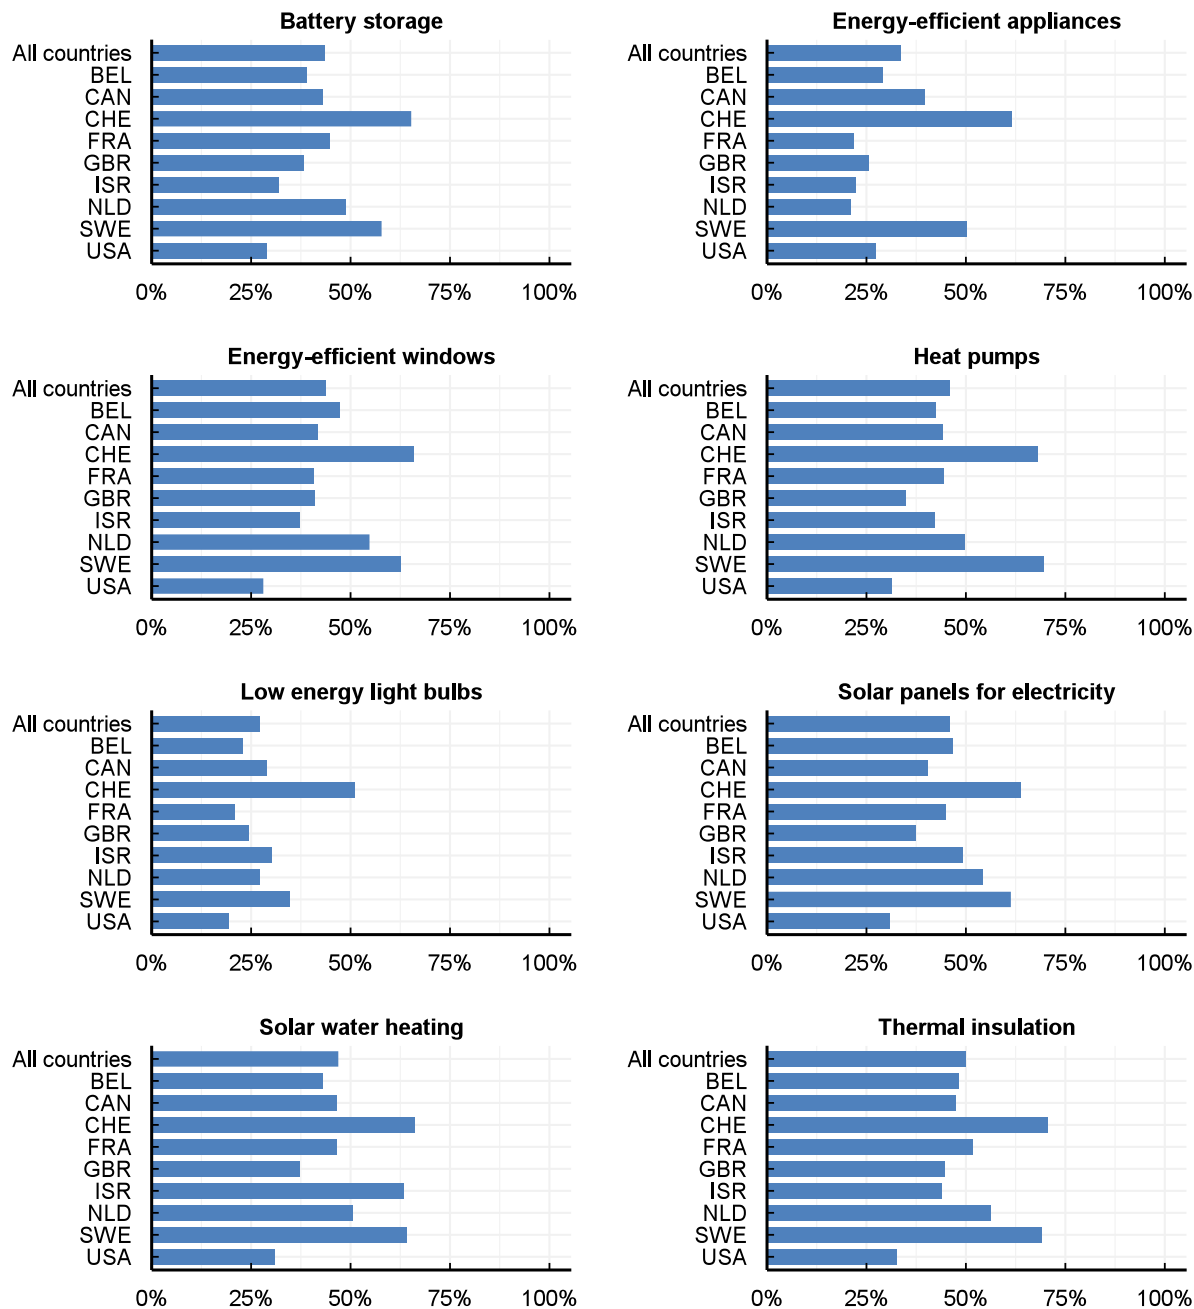 Battery storage
All countries
BEL
CAN
CHE
FRA
GBR
ISR
NLD
SWE
USA
0% 25% 50% 75% 100%
Energy-efficient appliances
All countries
BEL
CAN
CHE
FRA
GBR
ISR
NLD
SWE
USA
0% 25% 50% 75% 100%
Energy-efficient windows
All countries
BEL
CAN
CHE
FRA
GBR
ISR
NLD
SWE
USA
0% 25% 50% 75% 100%
Heat pumps
All countries
BEL
CAN
CHE
FRA
GBR
ISR
NLD
SWE
USA
0% 25% 50% 75% 100%
Low energy light bulbs
All countries
BEL
CAN
CHE
FRA
GBR
ISR
NLD
SWE
USA
0% 25% 50% 75% 100%
Solar panels for electricity
All countries
BEL
CAN
CHE
FRA
GBR
ISR
NLD
SWE
USA
0% 25% 50% 75% 100%
Solar water heating
All countries
BEL
CAN
CHE
FRA
GBR
ISR
NLD
SWE
USA
0% 25% 50% 75% 100%
Thermal insulation
All countries
BEL
CAN
CHE
FRA
GBR
ISR
NLD
SWE
USA
0% 25% 50% 75% 100%